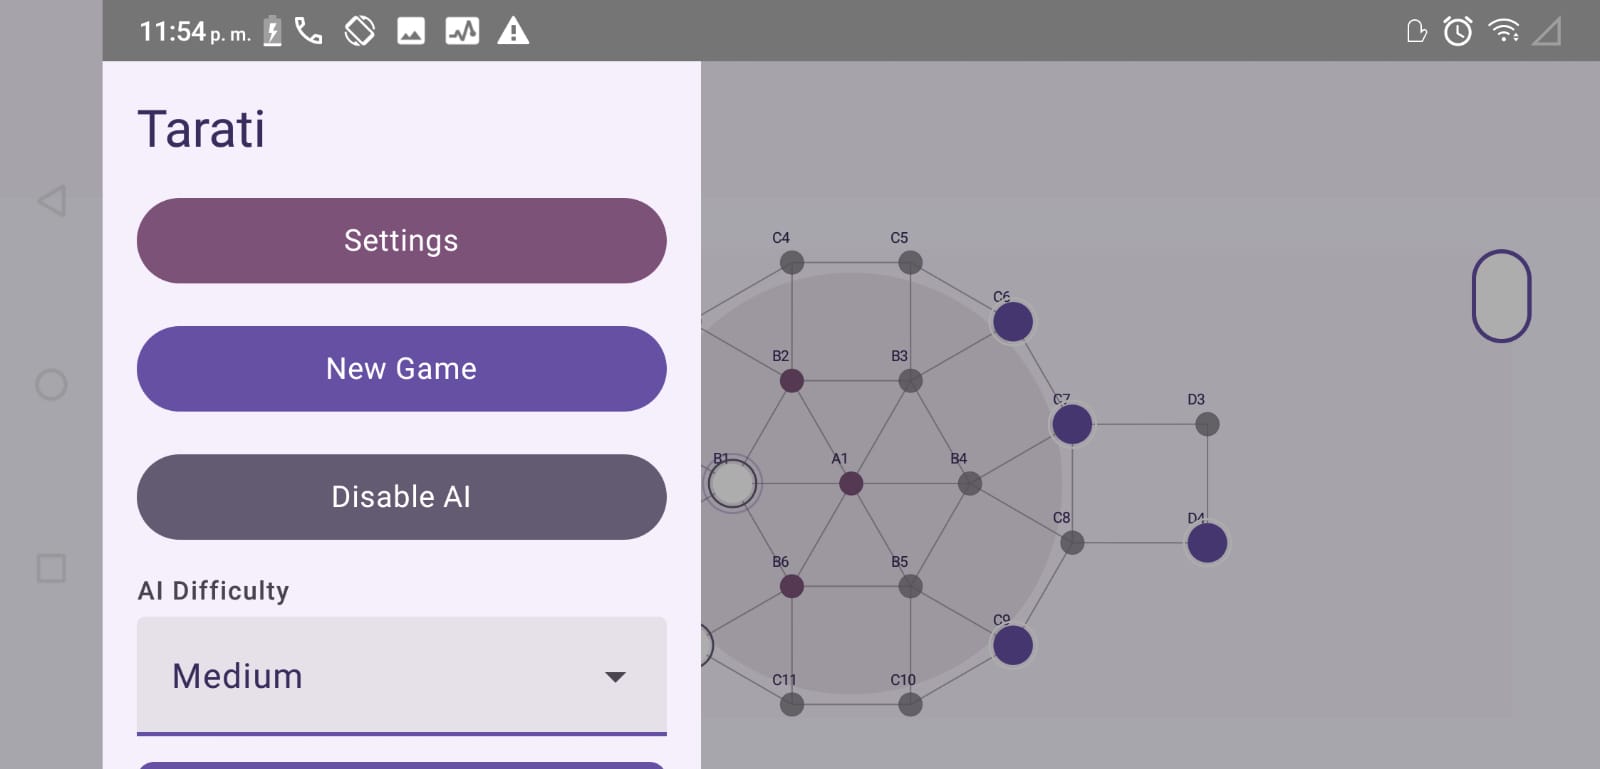 11:54 p. m.
Tarati
Settings
New Game
Disable AI
AI Difficulty
Medium
C4
C5
C6
B2
B3
C7
D3
B1
A1
B4
C8
D4
B6
B5
C9
C11
C10